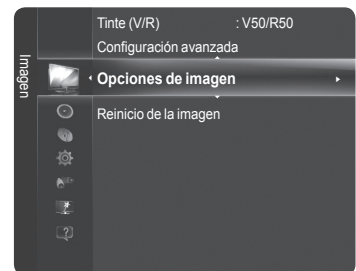 Imagen
Tinte (V/R) : V50/R50
Configuración avanzada
Opciones de imagen
Reinicio de la imagen